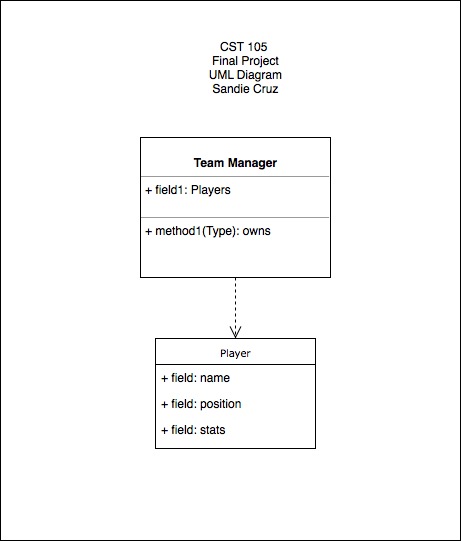 CST 105
Final Project
UML Diagram
Sandie Cruz
Team Manager
+ field1: Players
+ method1(Type): owns
Player
+ field: name
+ field: position
+ field: stats